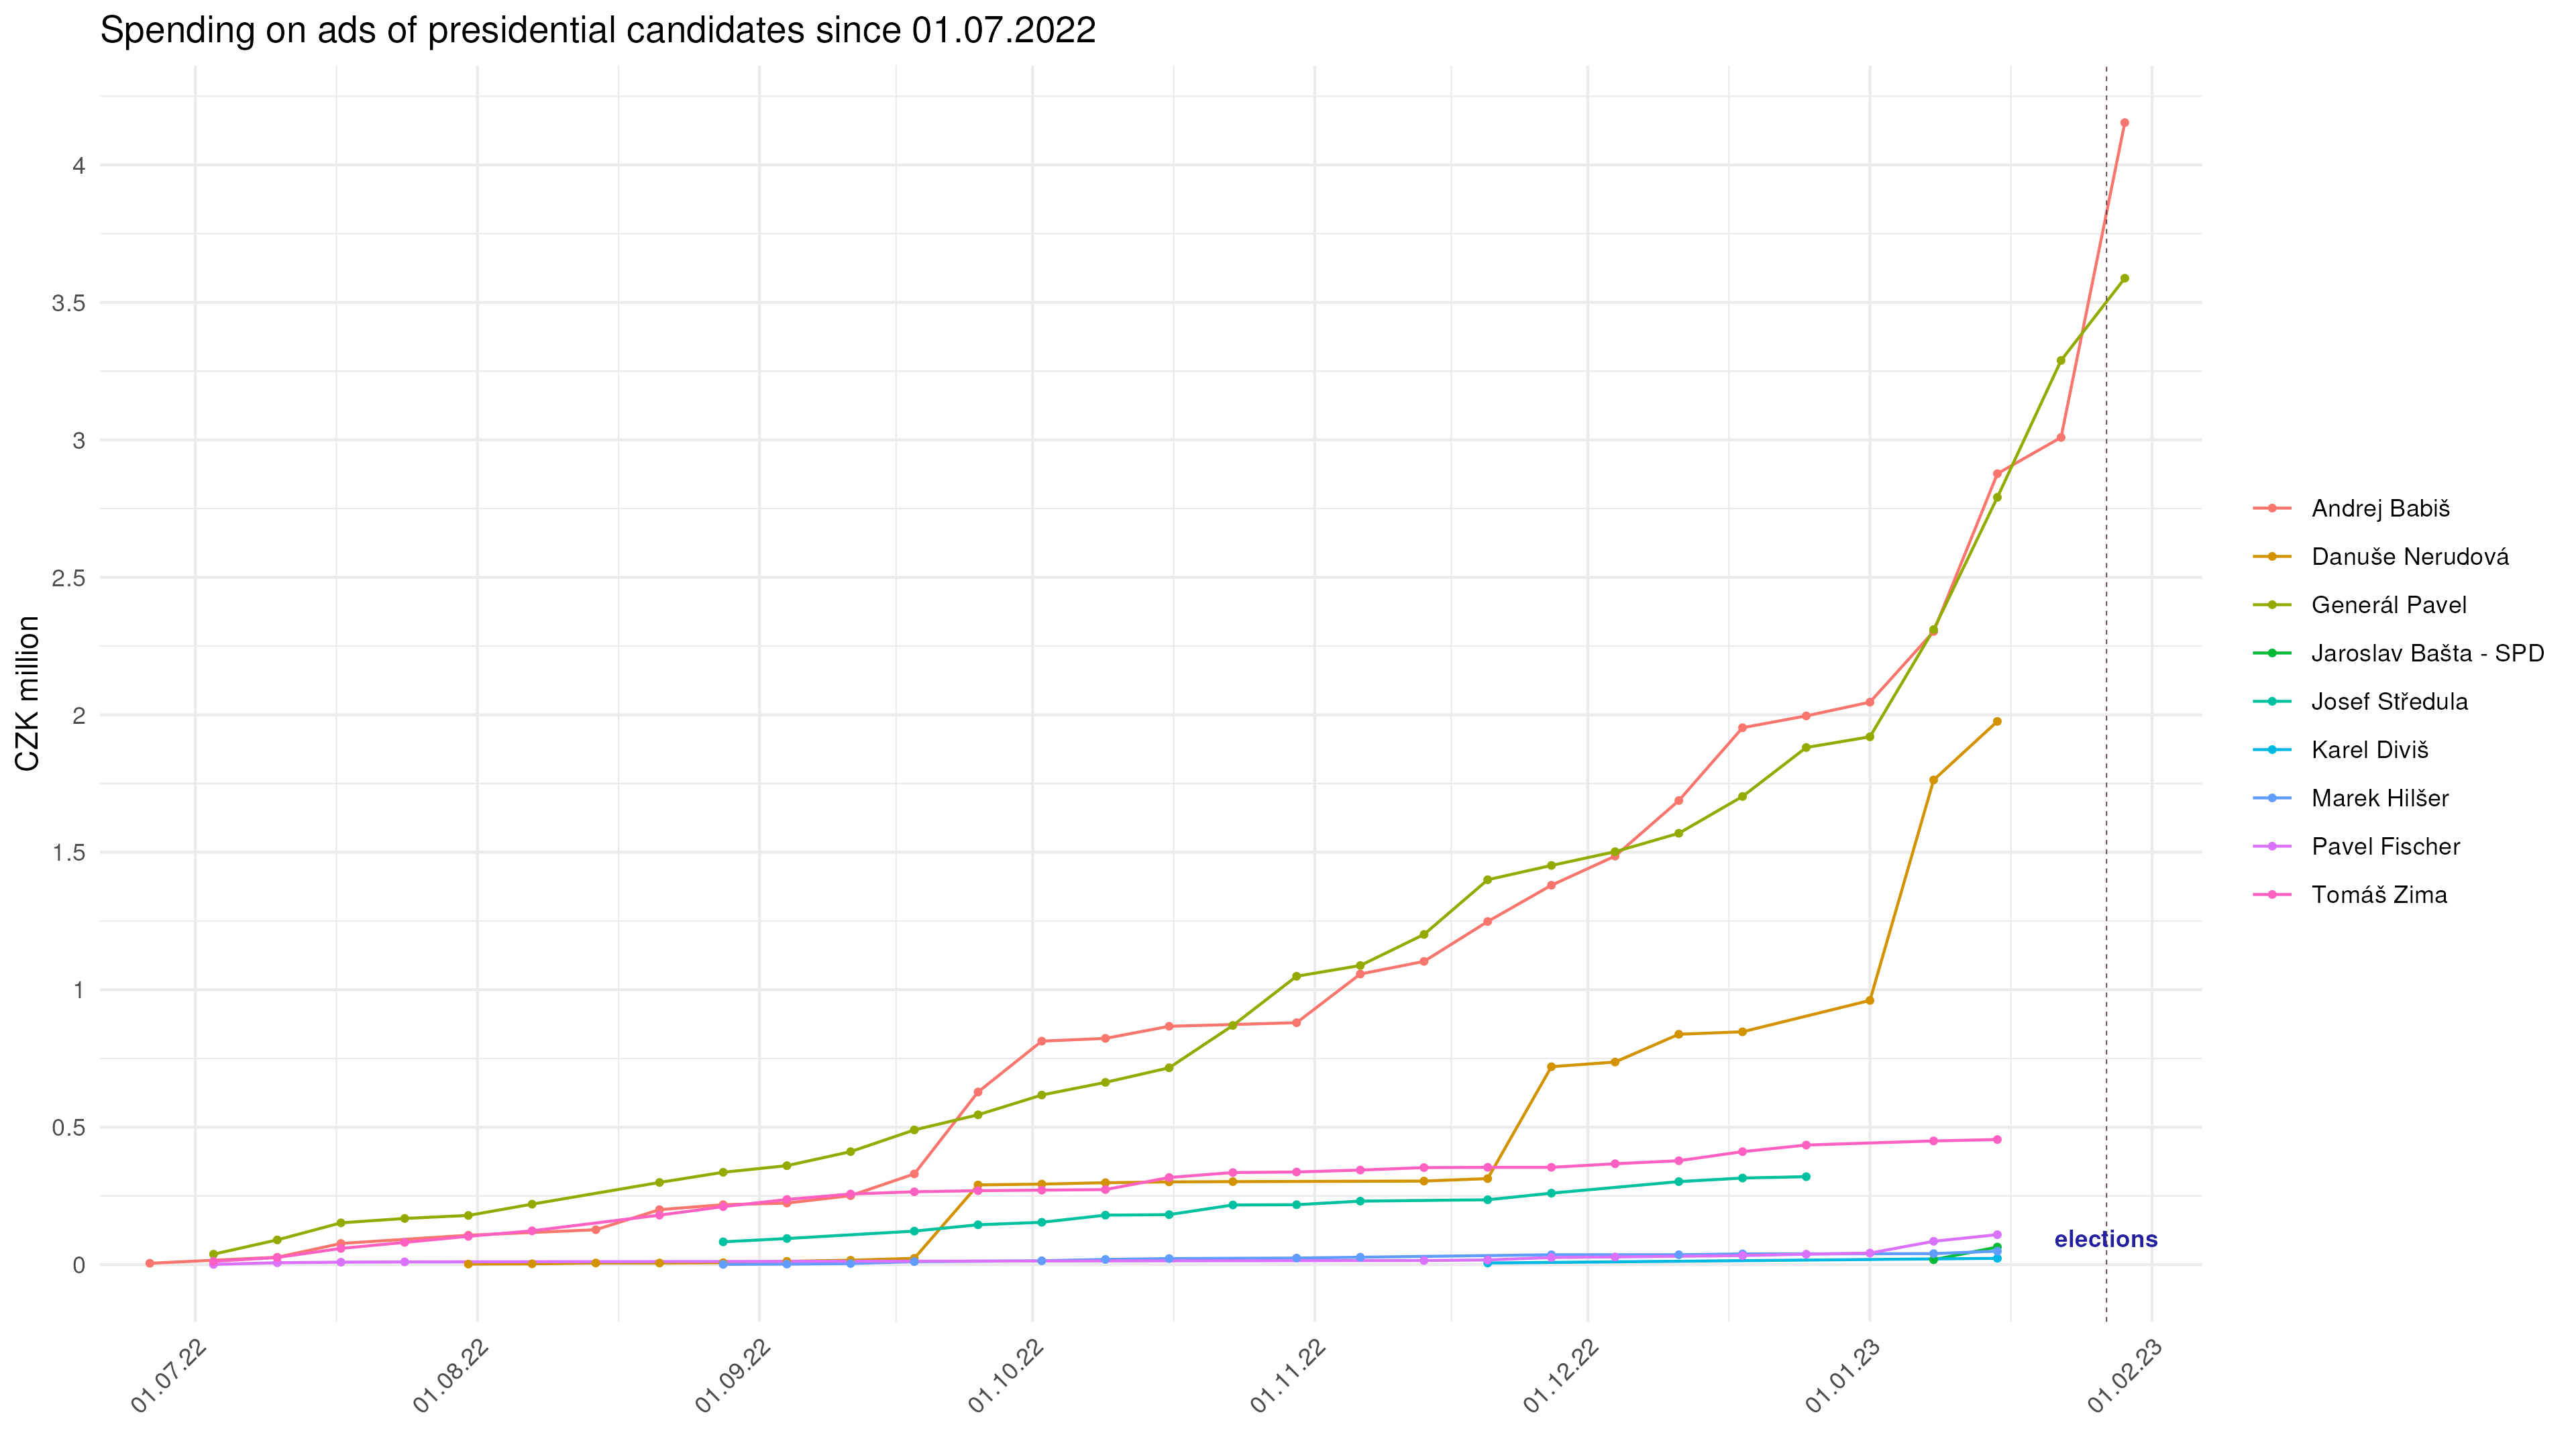 Spending on ads of presidential candidates since 01.07.2022
CZK million
4
3.5
3
2.5
2
1.5
1
0.5
0
elections
01.07.22
01.08.22
01.09.22
01.10.22
01.11.22
01.12.22
01.01.23
01.02.23
Andrej Babiš
Danuše Nerudová
Generál Pavel
Jaroslav Bašta - SPD
Josef Středula
Karel Diviš
Marek Hilšer
Pavel Fischer
Tomáš Zima